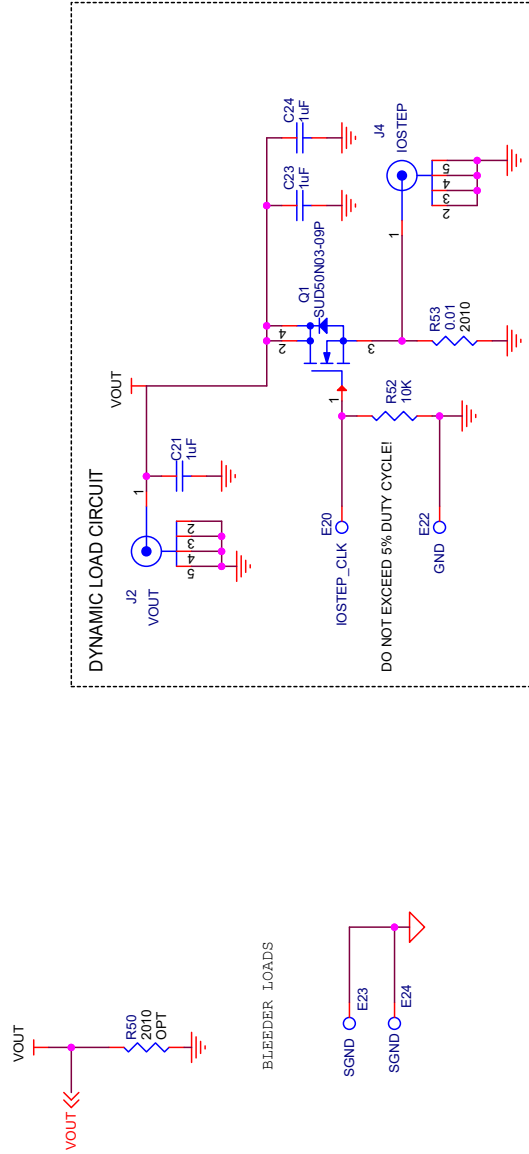 DYNAMIC LOAD CIRCUIT
VOUT
J2
VOUT
1
5
4
3
2
C21
1uF
C23
1uF
C24
1uF
Q1
SUD50N03-09P
2
4
1
3
J4
IOSTEP
1
2
3
4
5
R53
0.01
2010
R52
10K
E20
IOSTEP_CLK
DO NOT EXCEED 5% DUTY CYCLE!
E22
GND
VOUT
VOUT
R50
2010
OPT
BLEEDER LOADS
SGND
E23
SGND
E24